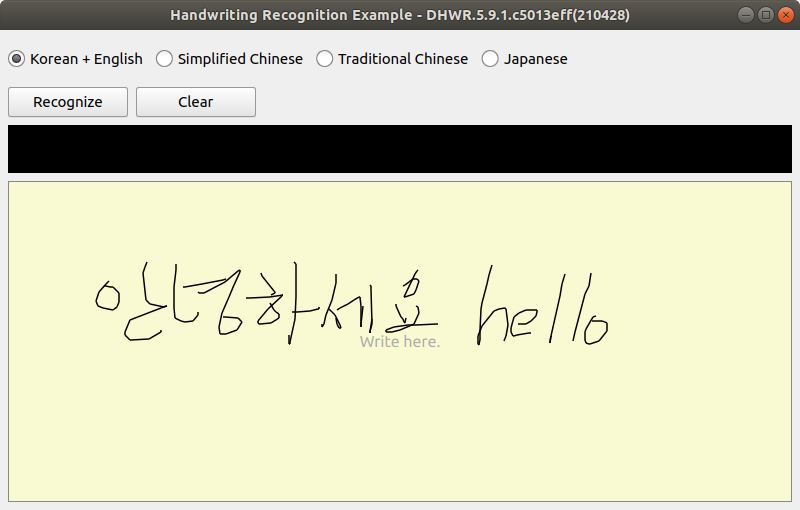 Handwriting Recognition Example - DHWR.5.9.1.c5013eff(210428)
Korean + English Simplified Chinese Traditional Chinese Japanese
Recognize Clear
안녕하세요 hello
Write here.